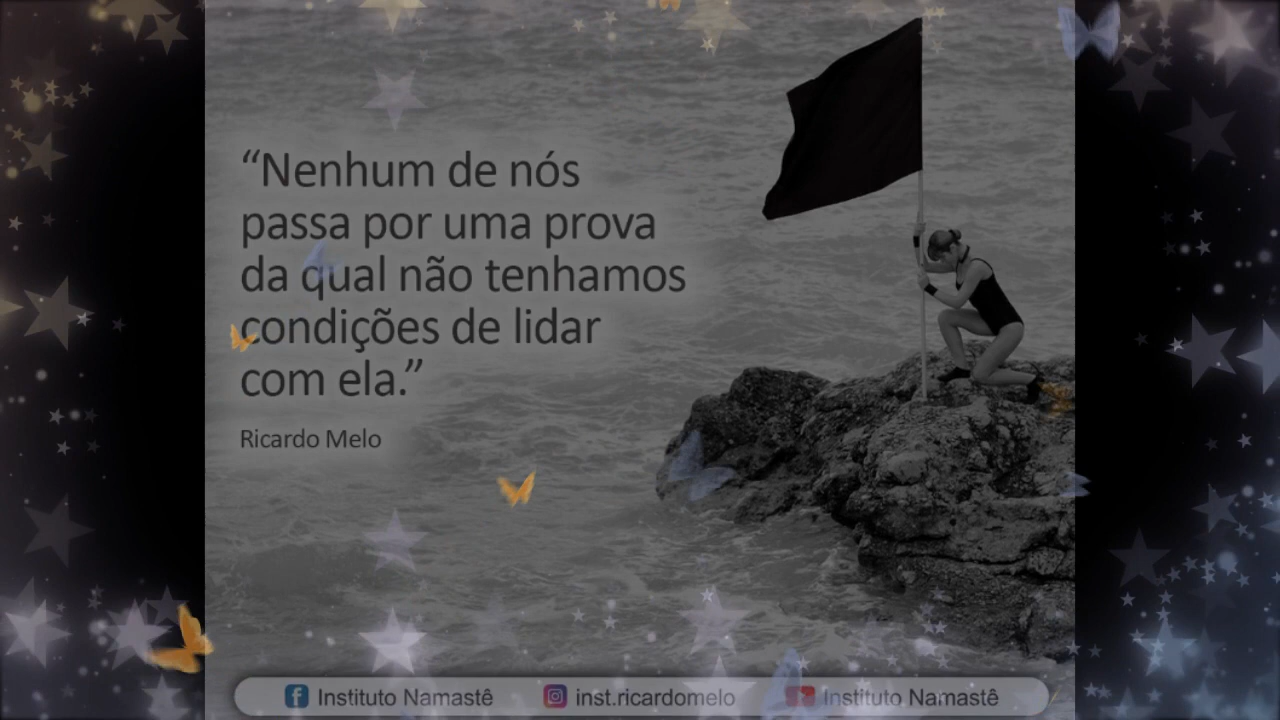 “Nenhum de nós
passa por uma prova
da qual não tenhamos
condições de lidar
com ela.”
Ricardo Melo
Instituto Namastê inst.ricardomelo Instituto Namastê